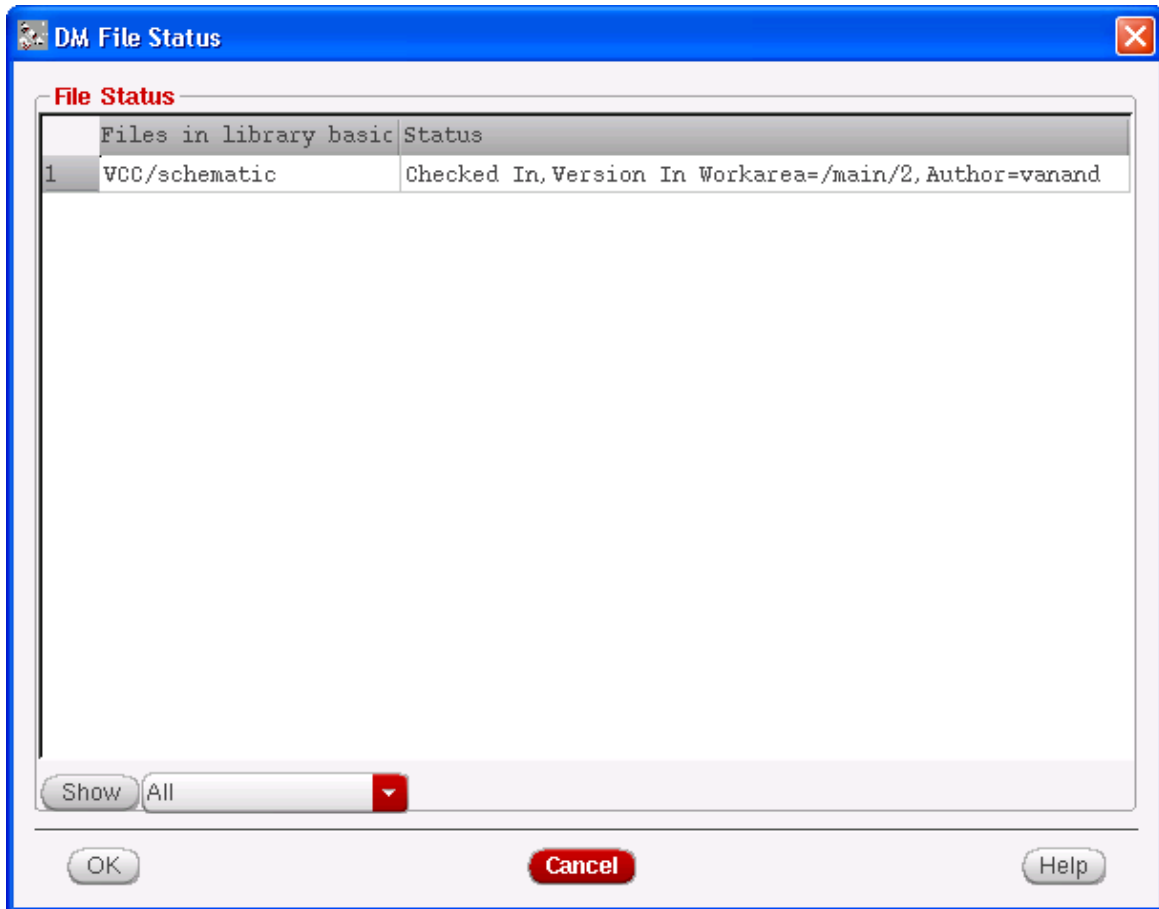 DM File Status
File Status
Files in library basic Status
1 VCC/schematic Checked In,Version In Workarea=/main/2,Author=vanand
Show All
OK Cancel Help